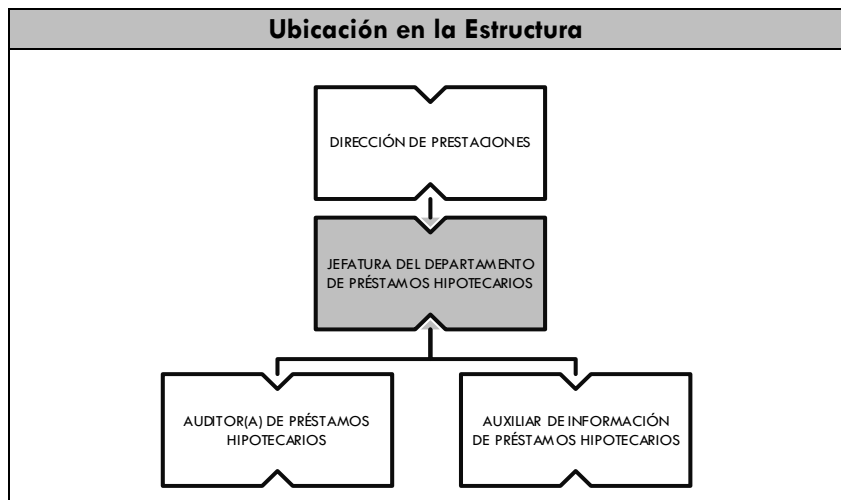 Ubicación en la Estructura
DIRECCIÓN DE PRESTACIONES
JEFATURA DEL DEPARTAMENTO
DE PRÉSTAMOS HIPOTECARIOS
AUDITOR(A) DE PRÉSTAMOS
HIPOTECARIOS
AUXILIAR DE INFORMACIÓN
DE PRÉSTAMOS HIPOTECARIOS